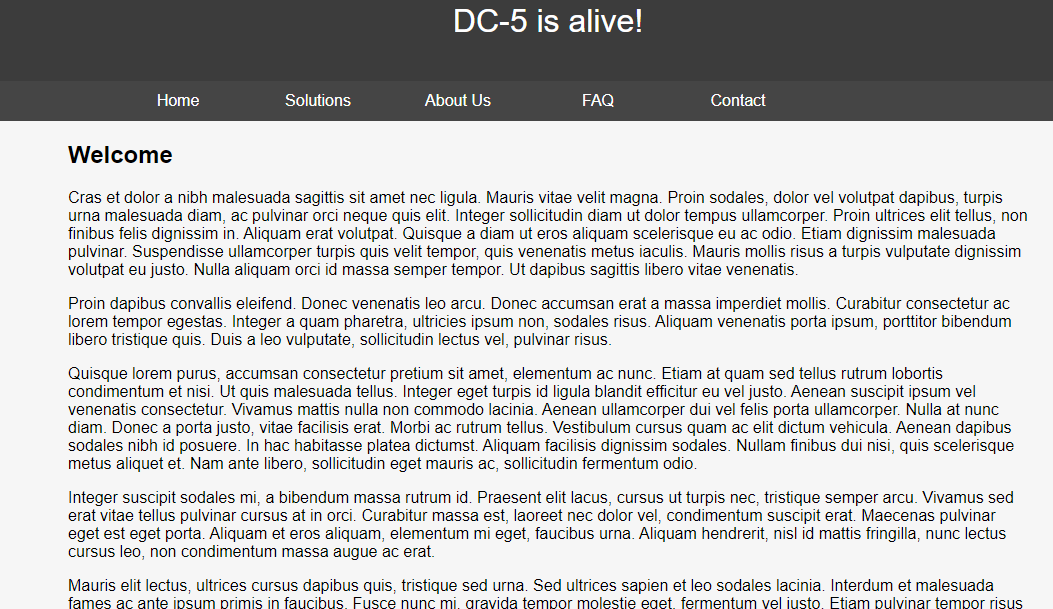 DC-5 is alive!
Home Solutions About Us FAQ Contact
Welcome
Cras et dolor a nibh malesuada sagittis sit amet nec ligula. Mauris vitae velit magna. Proin sodales, dolor vel volutpat dapibus, turpis
urna malesuada diam, ac pulvinar orci neque quis elit. Integer sollicitudin diam ut dolor tempus ullamcorper. Proin ultrices elit tellus, non
finibus felis dignissim in. Aliquam erat volutpat. Quisque a diam ut eros aliquam scelerisque eu ac odio. Etiam dignissim malesuada
pulvinar. Suspendisse ullamcorper turpis quis velit tempor, quis venenatis metus iaculis. Mauris mollis risus a turpis vulputate dignissim
volutpat eu justo. Nulla aliquam orci id massa semper tempor. Ut dapibus sagittis libero vitae venenatis.
Proin dapibus convallis eleifend. Donec venenatis leo arcu. Donec accumsan erat a massa imperdiet mollis. Curabitur consectetur ac
lorem tempor egestas. Integer a quam pharetra, ultricies ipsum non, sodales risus. Aliquam venenatis porta ipsum, porttitor bibendum
libero tristique quis. Duis a leo vulputate, sollicitudin lectus vel, pulvinar risus.
Quisque lorem purus, accumsan consectetur pretium sit amet, elementum ac nunc. Etiam at quam sed tellus rutrum lobortis
condimentum et nisi. Ut quis malesuada tellus. Integer eget turpis id ligula blandit efficitur eu vel justo. Aenean suscipit ipsum vel
venenatis consectetur. Vivamus mattis nulla non commodo lacinia. Aenean ullamcorper dui vel felis porta ullamcorper. Nulla at nunc
diam. Donec a porta justo, vitae facilisis erat. Morbi ac rutrum tellus. Vestibulum cursus quam ac elit dictum vehicula. Aenean dapibus
sodales nibh id posuere. In hac habitasse platea dictumst. Aliquam facilisis dignissim sodales. Nullam finibus dui nisi, quis scelerisque
metus aliquet et. Nam ante libero, sollicitudin eget mauris ac, sollicitudin fermentum odio.
Integer suscipit sodales mi, a bibendum massa rutrum id. Praesent elit lacus, cursus ut turpis nec, tristique semper arcu. Vivamus sed
erat vitae tellus pulvinar cursus at in orci. Curabitur massa est, laoreet nec dolor vel, condimentum suscipit erat. Maecenas pulvinar
eget est eget porta. Aliquam et eros aliquam, elementum mi eget, faucibus urna. Aliquam hendrerit, nisl id mattis fringilla, nunc lectus
cursus leo, non condimentum massa augue ac erat.
Mauris elit lectus, ultrices cursus dapibus quis, tristique sed urna. Sed ultrices sapien et leo sodales lacinia. Interdum et malesuada
fames ac ante ipsum primis in faucibus. Fusce nunc mi, gravida tempor molestie eget, fermentum vel justo. Etiam pulvinar tempor risus